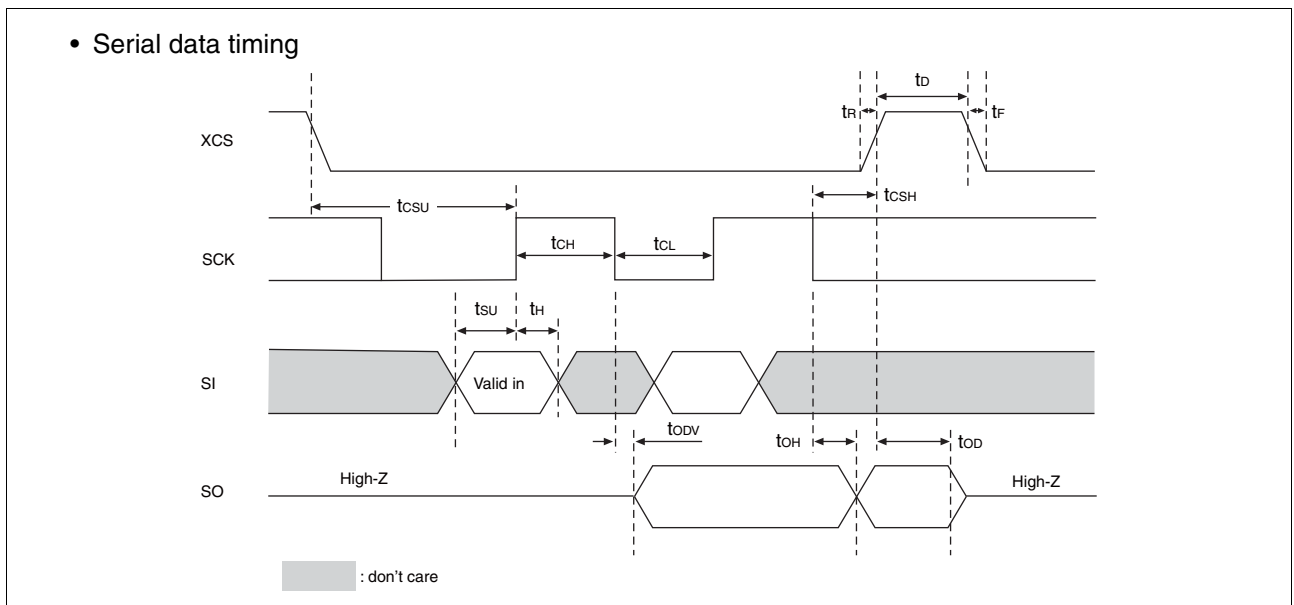 • Serial data timing
tD
tR
tF
XCS
tCSH
tCSU
tCH
tCL
SCK
tSU
tH
SI
Valid in
tODV
tOH
tOD
SO
High-Z
High-Z
: don't care